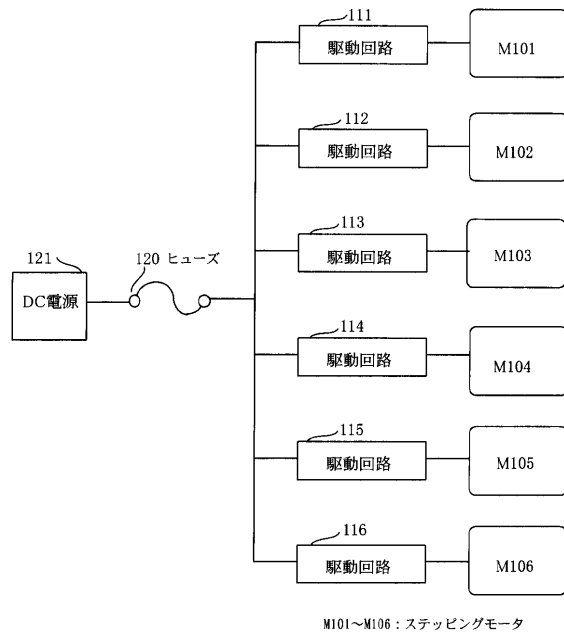 111
駆動回路
M101
112
駆動回路
M102
113
駆動回路
M103
121
120 ヒューズ
DC電源
114
駆動回路
M104
115
駆動回路
M105
116
駆動回路
M106
M101～M106：ステッピングモータ